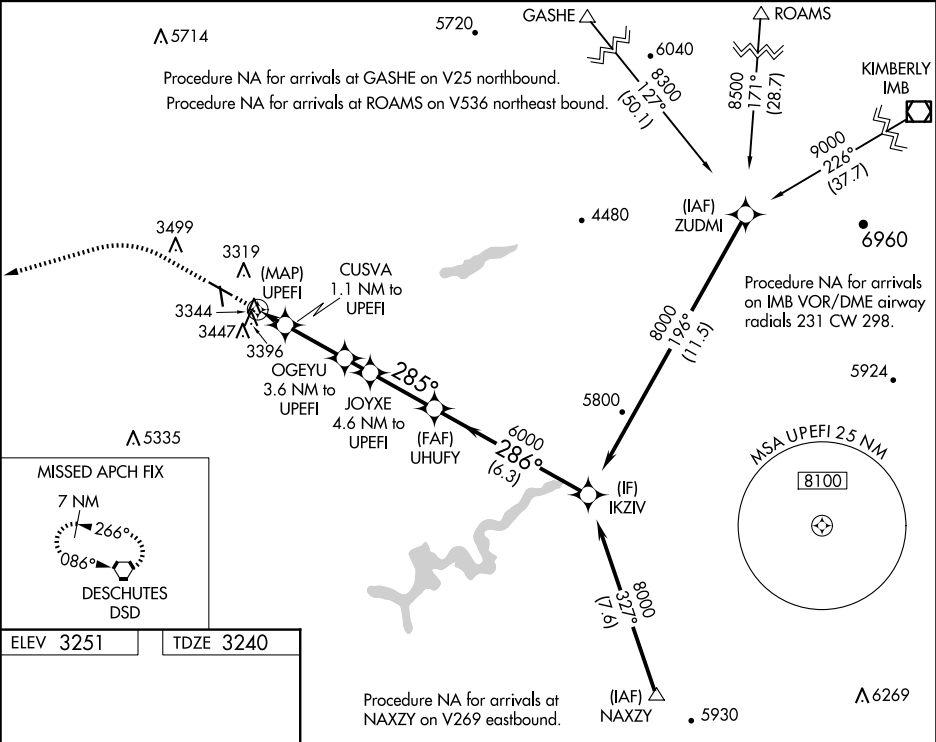 GASHE
ROAMS
5720
5714
6040
Procedure NA for arrivals at GASHE on V25 northbound.
Procedure NA for arrivals at ROAMS on V536 northeast bound.
8300
127°
(50.1)
8500
171°
(28.7)
KIMBERLY
IMB
9000
226°
(37.7)
(IAF)
ZUDMI
4480
6960
3499
3319
(MAP)
UPEFI
CUSVA
1.1 NM to
UPEFI
Procedure NA for arrivals
on IMB VOR/DME airway
radials 231 CW 298.
3344
3447
3396
8000
196°
(11.5)
OGEYU
3.6 NM to
UPEFI
285°
JOYXE
4.6 NM to
UPEFI
(FAF)
UHUFY
5924
5800
5335
6000
286°
(6.3)
MSA UPEFI 25 NM
8100
MISSED APCH FIX
7 NM
266°
086°
DESCHUTES
DSD
(IF)
IKZIV
8000
327°
(7.6)
ELEV 3251
TDZE 3240
Procedure NA for arrivals at
NAXZY on V269 eastbound.
(IAF)
NAXZY
5930
6269